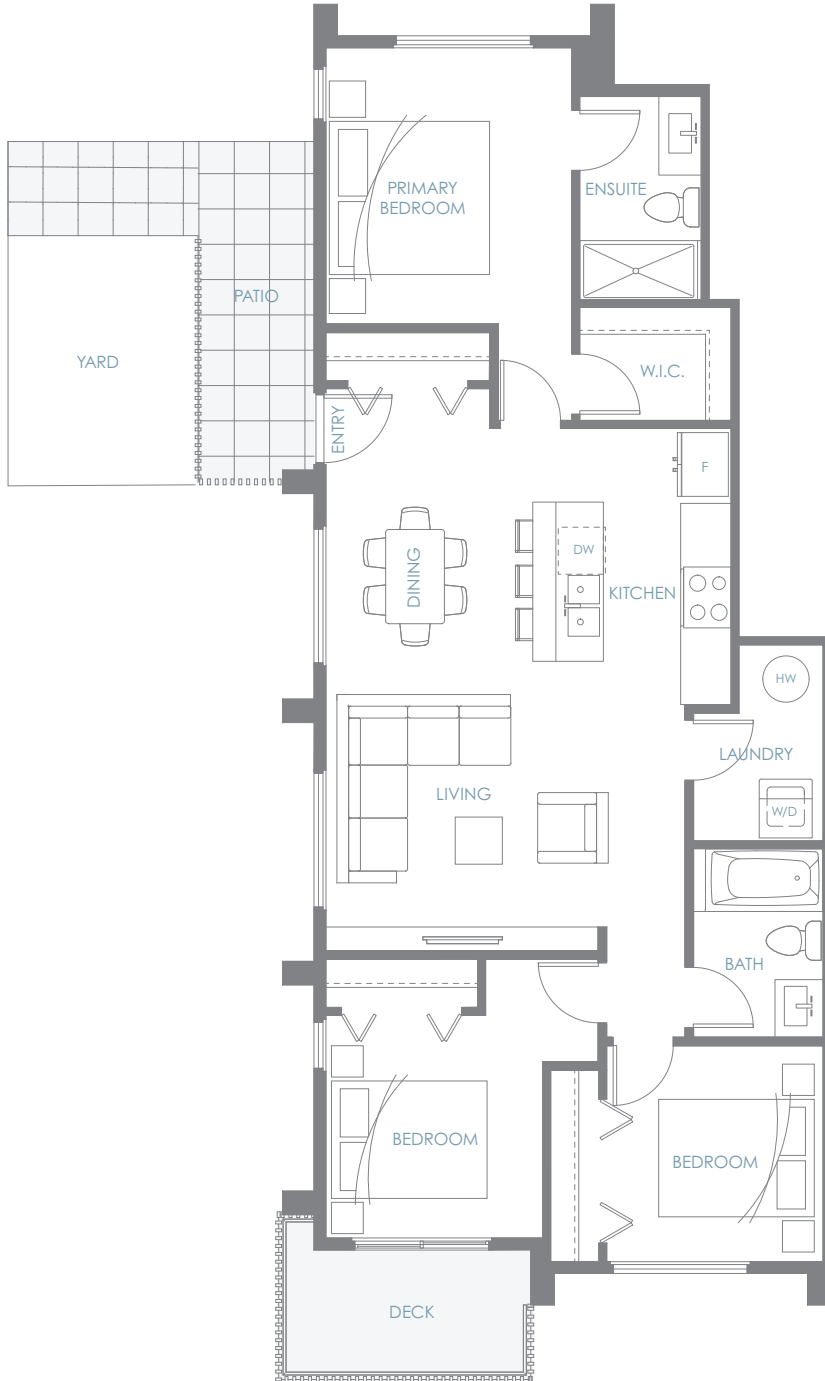 PRIMARY
BEDROOM
ENSUITE
PATIO
YARD
W.I.C.
ENTRY
F
DINING
DW
KITCHEN
HW
LAUNDRY
LIVING
W/D
BATH
BEDROOM
BEDROOM
DECK